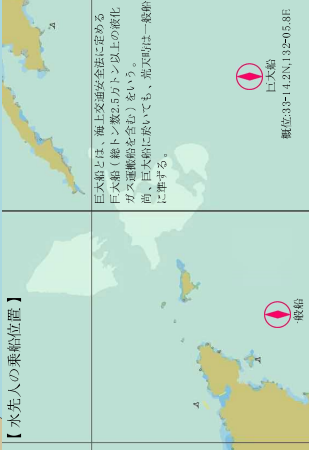 【 水先人の乗船位置 】
巨大船とは、海上交通安全法に定める
巨大船（総トン数2.5万トン以上の液化
ガス運搬船を含む）をいう。
尚、巨大船に於いても、荒天時は一般船
に準ずる。
巨大船
概位:33-14.2N,132-05.8E
一般船